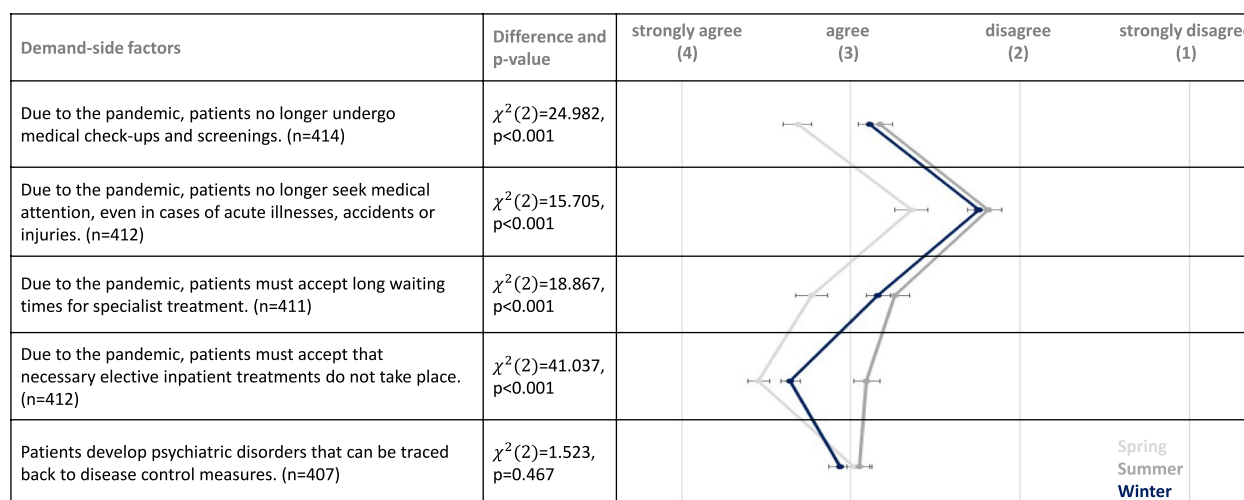 Demand-side factors
Difference and
p-value
strongly agree
(4)
agree
(3)
disagree
(2)
strongly disagree
(1)
Due to the pandemic, patients no longer undergo
medical check-ups and screenings. (n=414)
χ²(2)=24.982,
p<0.001
Due to the pandemic, patients no longer seek medical
attention, even in cases of acute illnesses, accidents or
injuries. (n=412)
χ²(2)=15.705,
p<0.001
Due to the pandemic, patients must accept long waiting
times for specialist treatment. (n=411)
χ²(2)=18.867,
p<0.001
Due to the pandemic, patients must accept that
necessary elective inpatient treatments do not take place.
(n=412)
χ²(2)=41.037,
p<0.001
Patients develop psychiatric disorders that can be traced
back to disease control measures. (n=407)
χ²(2)=1.523,
p=0.467
Spring
Summer
Winter